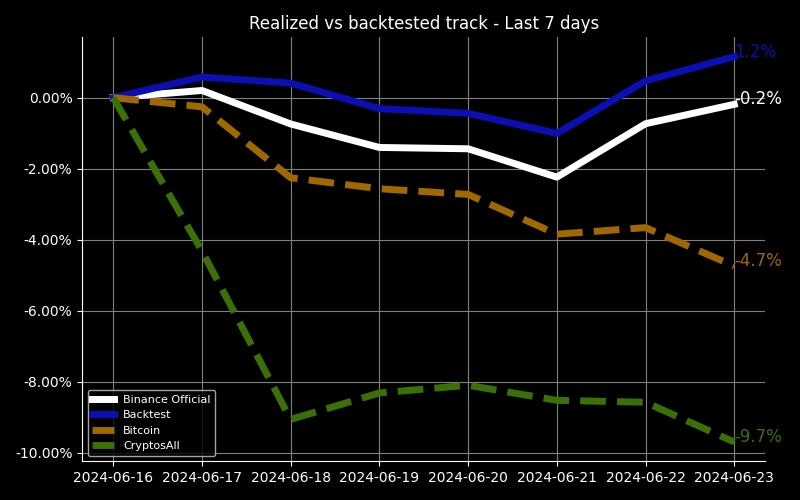 Realized vs backtested track - Last 7 days
1.2%
0.00%
-0.2%
-2.00%
-4.00%
-4.7%
-6.00%
-8.00%
-9.7%
-10.00%
Binance Official
Backtest
Bitcoin
CryptosAll
2024-06-16 2024-06-17 2024-06-18 2024-06-19 2024-06-20 2024-06-21 2024-06-22 2024-06-23